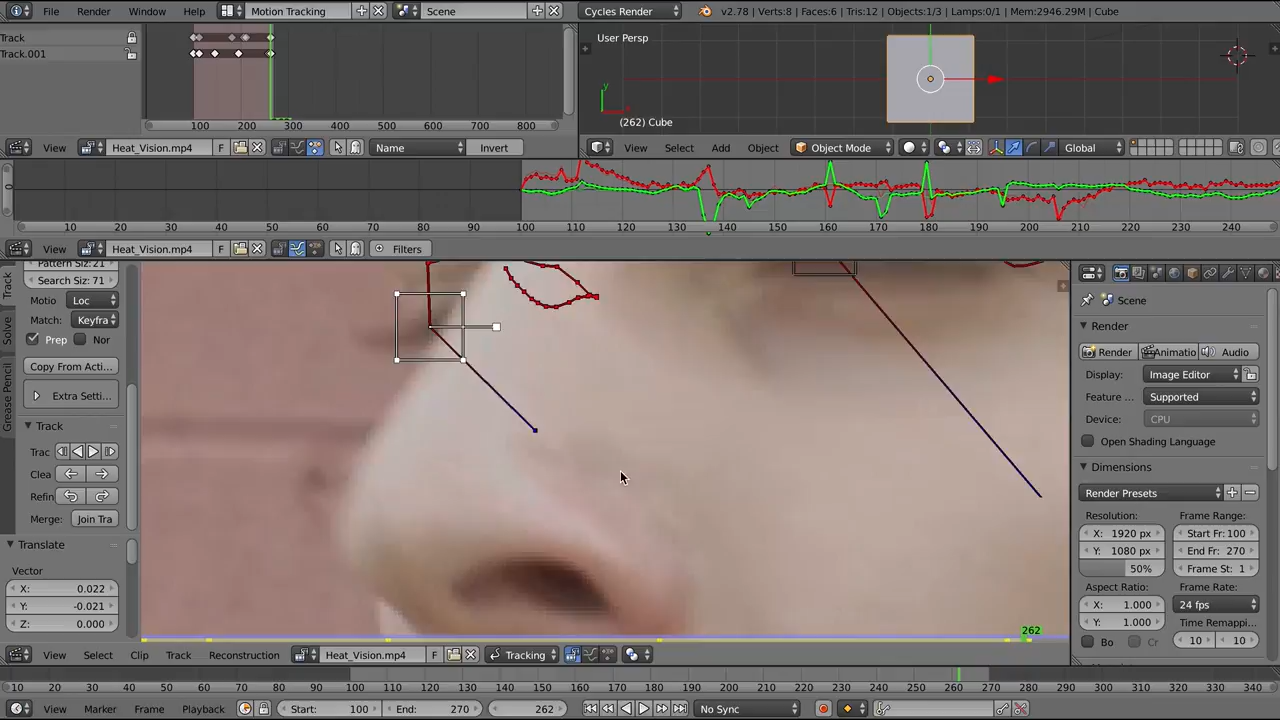 File Render Window Help Motion Tracking Scene Cycles Render v2.78 | Verts:8 | Faces:6 | Tris:12 | Objects:1/3 | Lamps:0/1 | Mem:2946.29M | Cube
Track
Track.001
100 200 300 400 500 600 700 800
User Persp
(262) Cube
View Heat_Vision.mp4 F Name Invert
View Select Add Object Object Mode Global
10 20 30 40 50 60 70 80 90 100 110 120 130 140 150 160 170 180 190 200 210 220 230 240
View Heat_Vision.mp4 Filters
Track
Solve
Grease Pencil
Pattern Siz: 21
Search Siz: 71
Motio Loc
Match: Keyfra
Prep Nor
Copy From Acti...
Extra Setti...
Track
Trac
Clea
Refin
Merge: Join Tra
Translate
Vector
X: 0.022
Y: -0.021
Z: 0.000
262
View Select Clip Track Reconstruction Heat_Vision.mp4 F Tracking
Scene
Render
Render Animatio Audio
Display: Image Editor
Feature ... Supported
Device: CPU
Open Shading Language
Dimensions
Render Presets
Resolution: Frame Range:
X: 1920 px Start Fr: 100
Y: 1080 px End Fr: 270
50% Frame St: 1
Aspect Ratio: Frame Rate:
X: 1.000 24 fps
Y: 1.000 Time Remappi...
Bo Cr 10 10
10 20 30 40 50 60 70 80 90 100 110 120 130 140 150 160 170 180 190 200 210 220 230 240 250 260 270 280 290 300 310 320 330 340
View Marker Frame Playback Start: 100 End: 270 262 No Sync